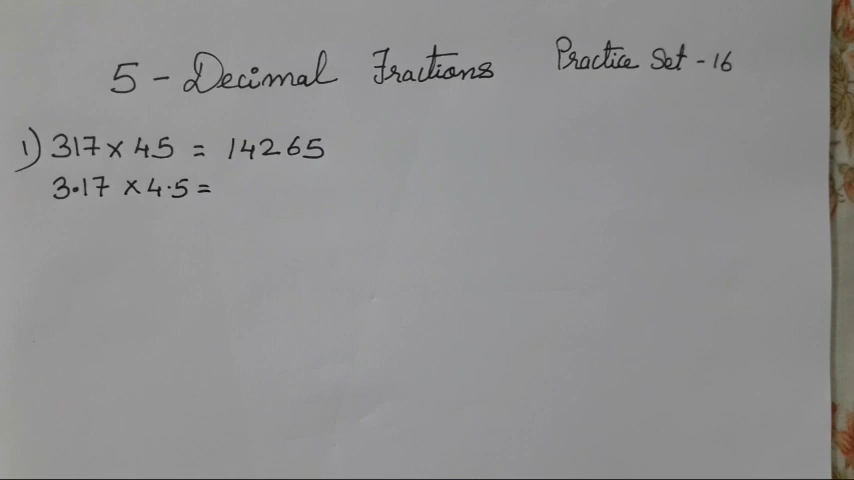 5 - Decimal Fractions Practice Set - 16
1) 317 × 45 = 14265
3.17 × 4.5 =